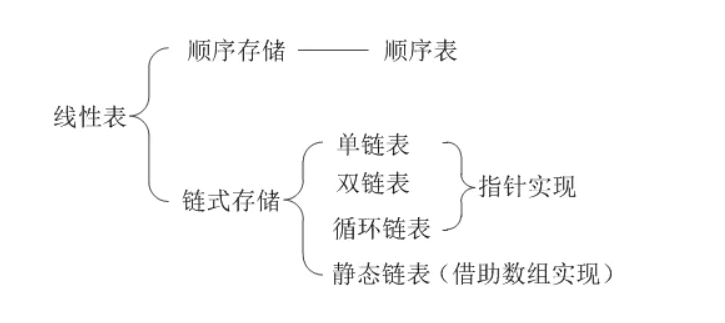 顺序存储 顺序表
线性表
单链表
双链表
指针实现
链式存储
循环链表
静态链表（借助数组实现）